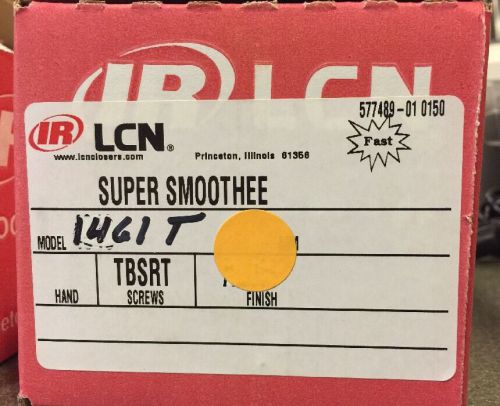 IR LCN
577489-01 0150
IR LCN®
Fast
www.lcnclosers.com Princeton, Illinois 61356
SUPER SMOOTHEE
MODEL 1461 T
TBSRT
HAND SCREWS FINISH